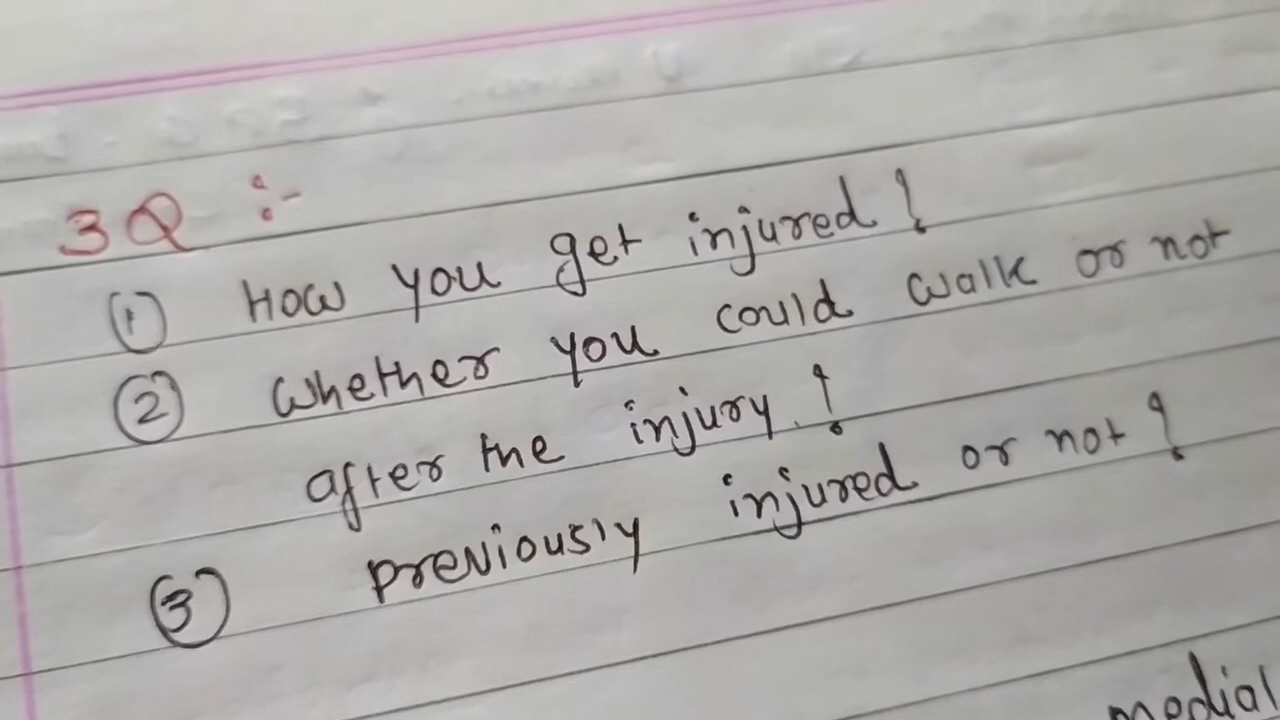 3Q :-
① How you get injured ?
② Whether you could walk or not
after the injury. ?
③ previously injured or not ?
medial